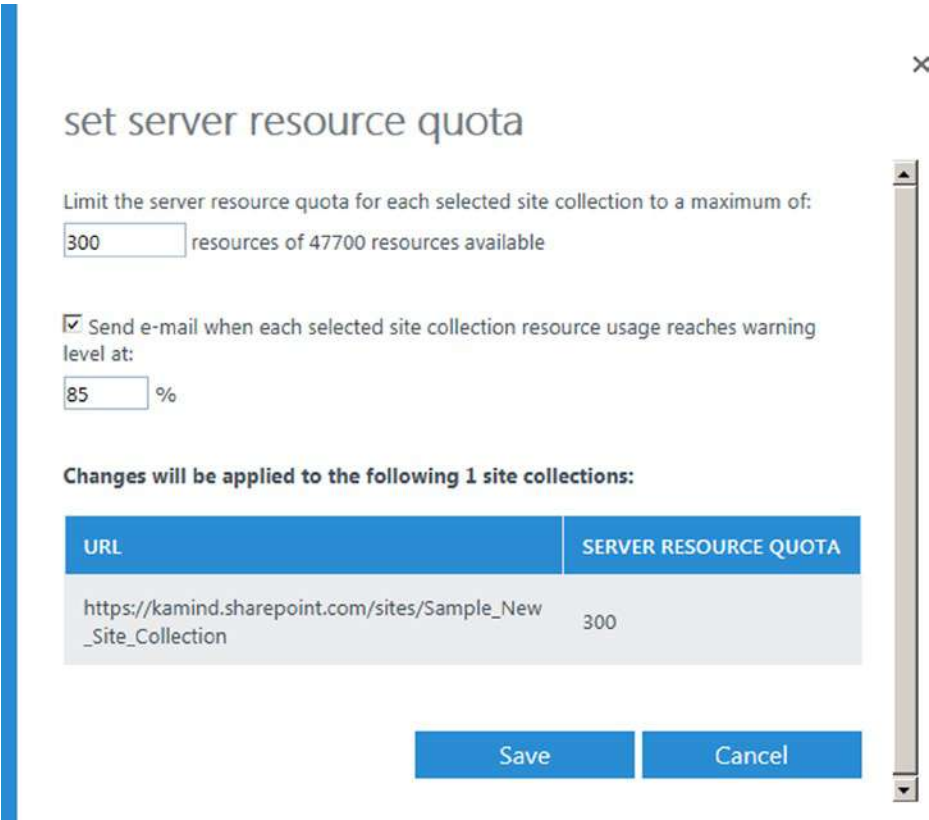 set server resource quota
Limit the server resource quota for each selected site collection to a maximum of:
300 resources of 47700 resources available
Send e-mail when each selected site collection resource usage reaches warning
level at:
85 %
Changes will be applied to the following 1 site collections:
URL SERVER RESOURCE QUOTA
https://kamind.sharepoint.com/sites/Sample_New
_Site_Collection 300
Save Cancel